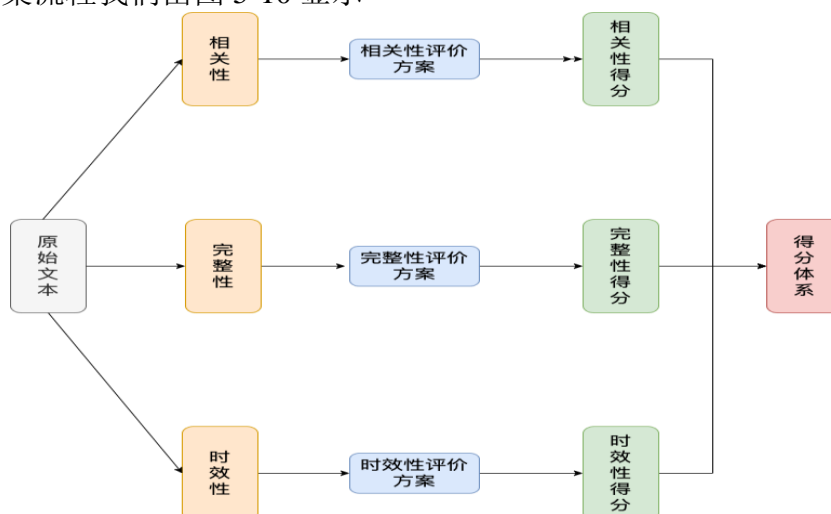 相关性
相关性评价
方案
相关性得分
原始文本
完整性
完整性评价
方案
完整性得分
得分体系
时效性
时效性评价
方案
时效性得分